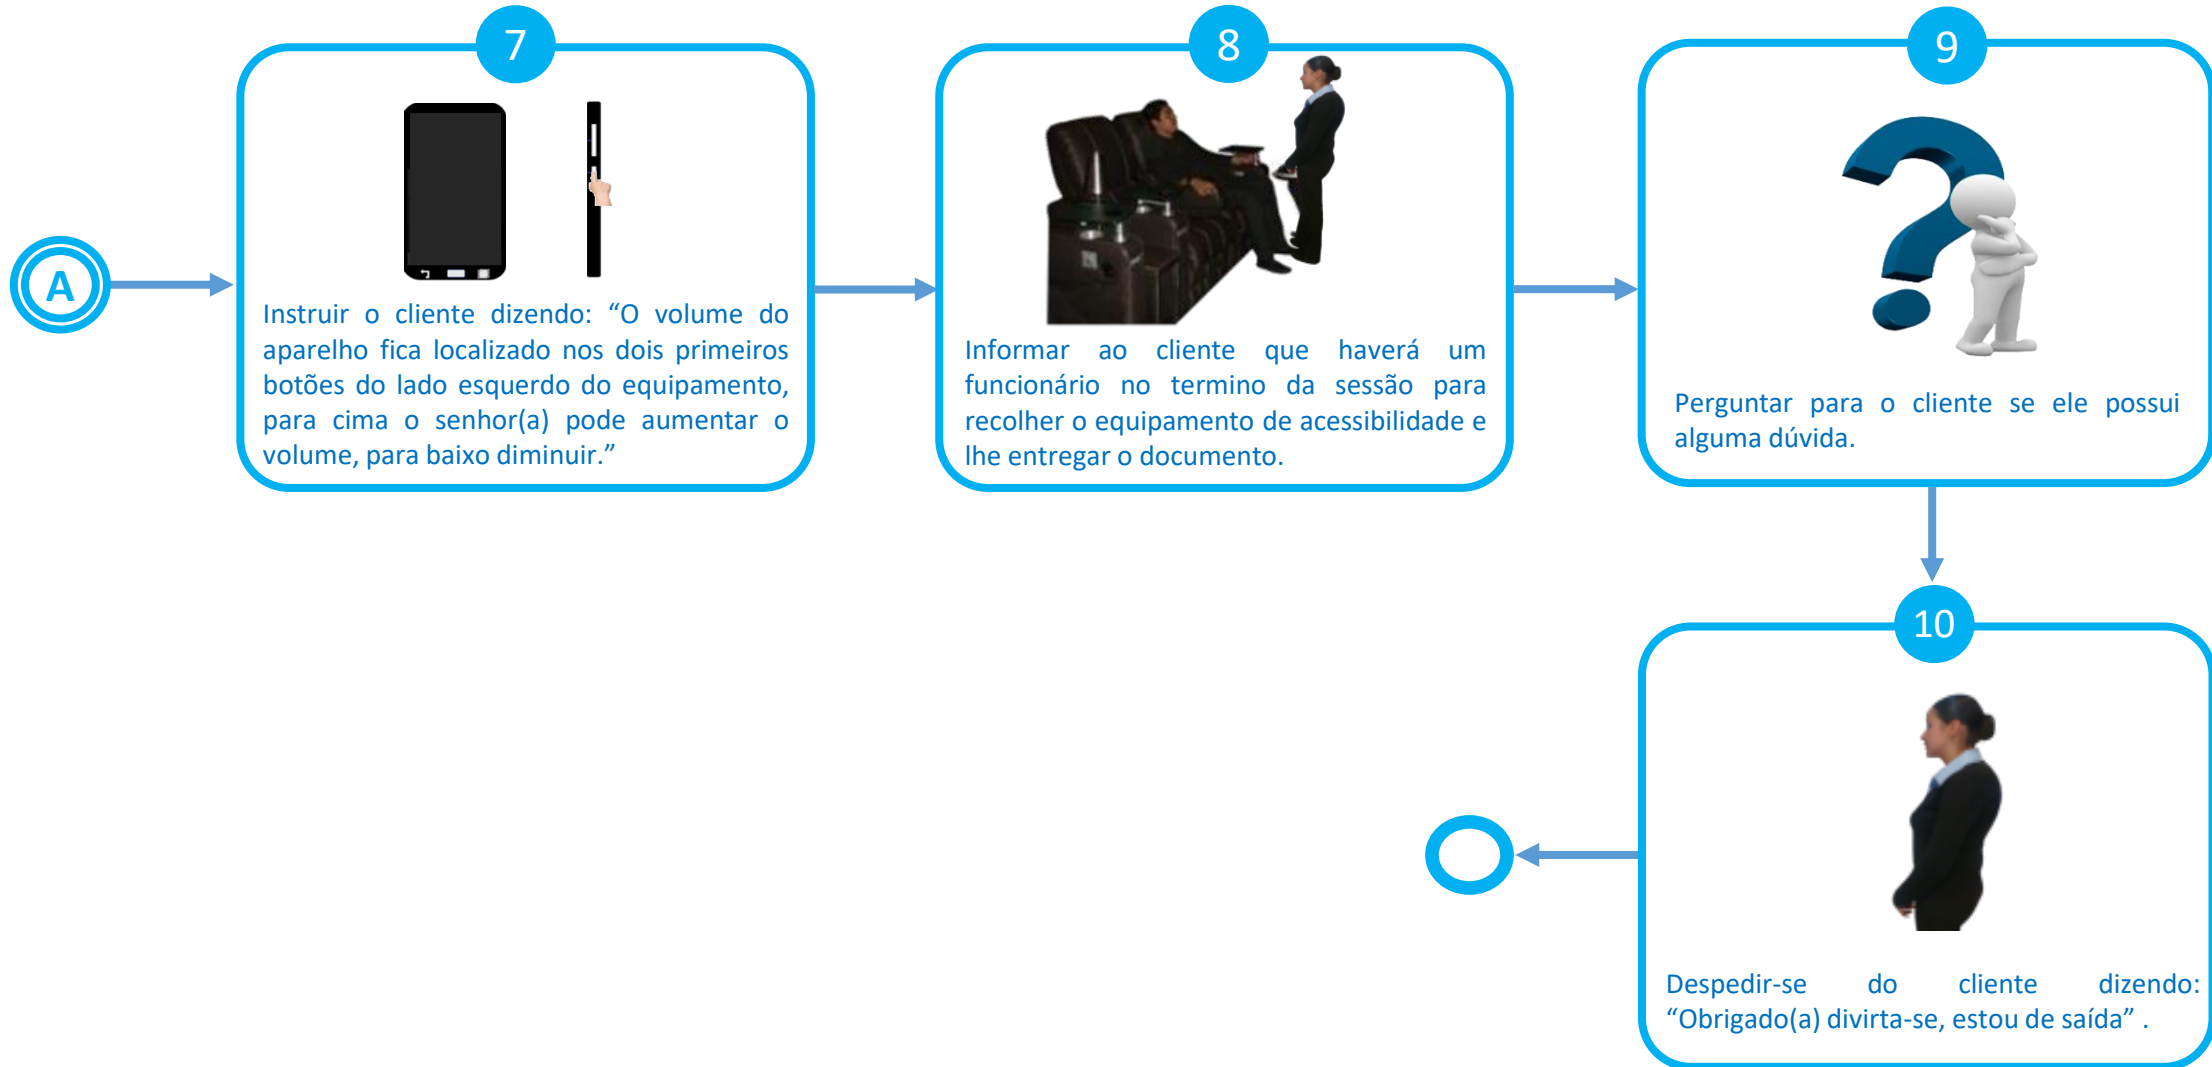 7
8
9
A
Instruir o cliente dizendo: “O volume do
aparelho fica localizado nos dois primeiros
botões do lado esquerdo do equipamento,
para cima o senhor(a) pode aumentar o
volume, para baixo diminuir.”
Informar ao cliente que haverá um
funcionário no termino da sessão para
recolher o equipamento de acessibilidade e
lhe entregar o documento.
Perguntar para o cliente se ele possui
alguma dúvida.
10
Despedir-se do cliente dizendo:
“Obrigado(a) divirta-se, estou de saída” .